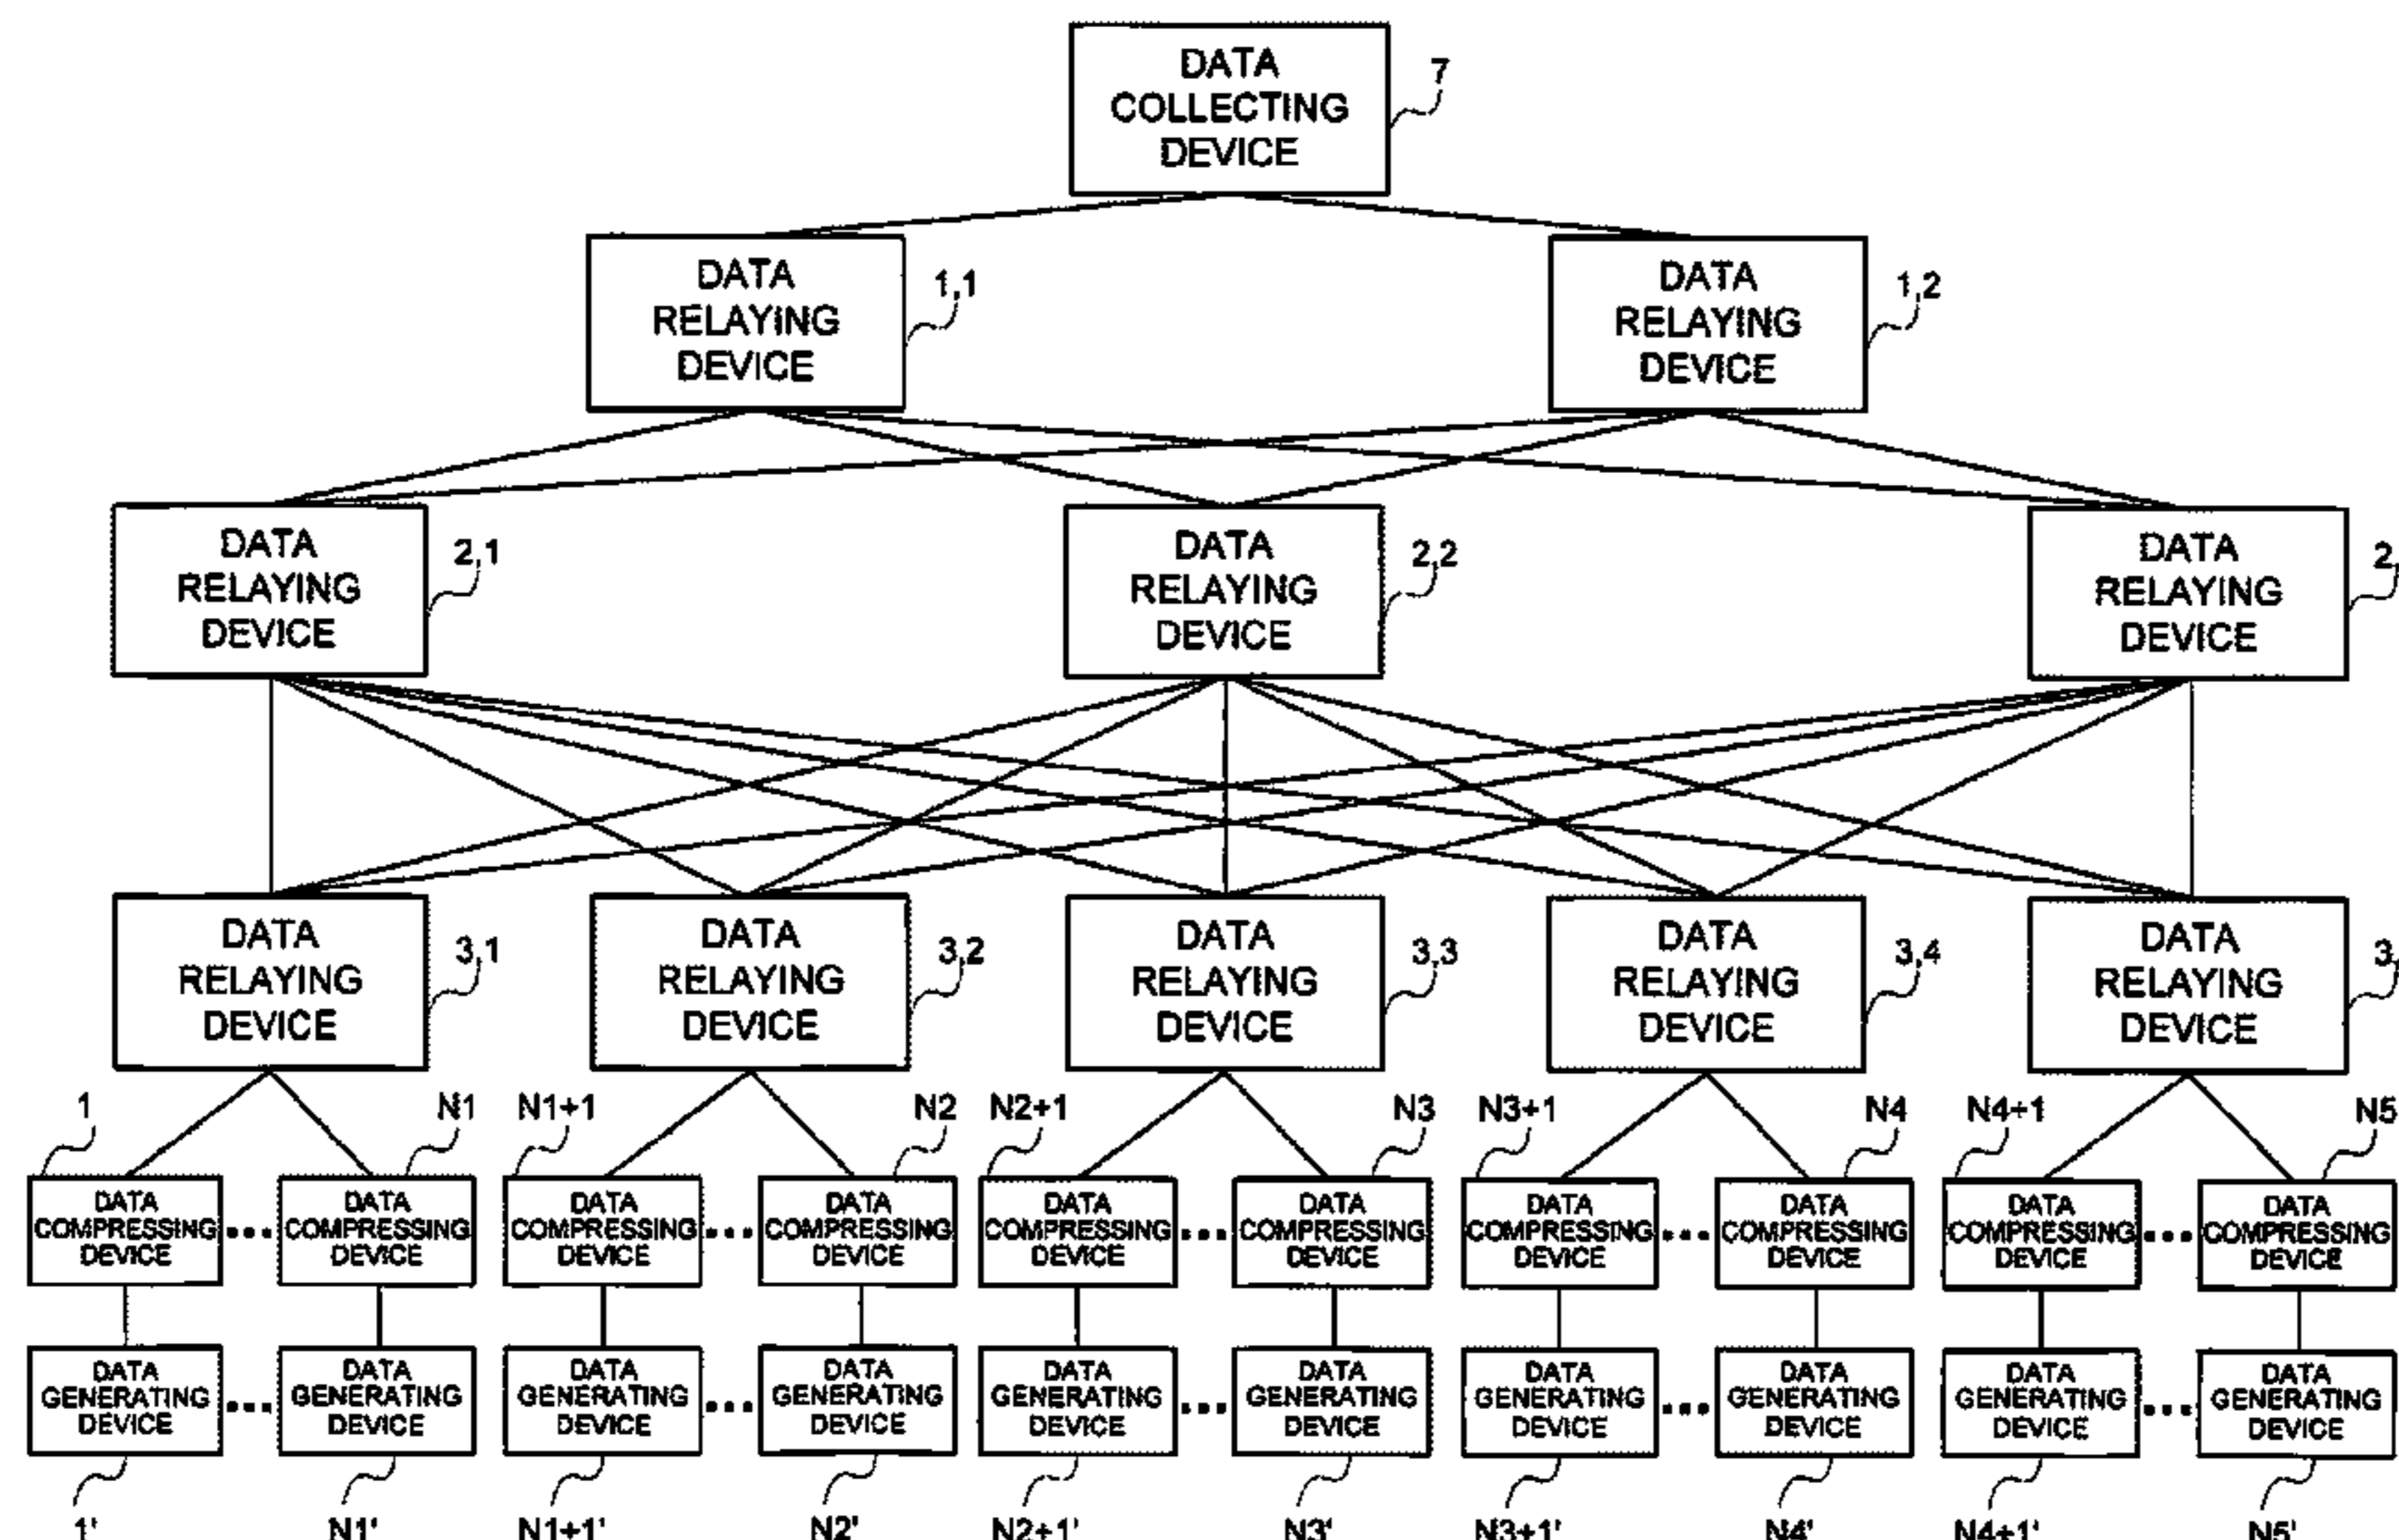 DATA
COLLECTING
DEVICE
7
DATA
RELAYING
DEVICE
1,1
DATA
RELAYING
DEVICE
1,2
DATA
RELAYING
DEVICE
2,1
DATA
RELAYING
DEVICE
2,2
DATA
RELAYING
DEVICE
2,
DATA
RELAYING
DEVICE
3,1
DATA
RELAYING
DEVICE
3,2
DATA
RELAYING
DEVICE
3,3
DATA
RELAYING
DEVICE
3,4
DATA
RELAYING
DEVICE
3,
1
N1
N1+1
N2
N2+1
N3
N3+1
N4
N4+1
N5
DATA
COMPRESSING
DEVICE
...
DATA
COMPRESSING
DEVICE
DATA
COMPRESSING
DEVICE
...
DATA
COMPRESSING
DEVICE
DATA
COMPRESSING
DEVICE
...
DATA
COMPRESSING
DEVICE
DATA
COMPRESSING
DEVICE
...
DATA
COMPRESSING
DEVICE
DATA
COMPRESSING
DEVICE
...
DATA
COMPRESSING
DEVICE
DATA
GENERATING
DEVICE
...
DATA
GENERATING
DEVICE
DATA
GENERATING
DEVICE
...
DATA
GENERATING
DEVICE
DATA
GENERATING
DEVICE
...
DATA
GENERATING
DEVICE
DATA
GENERATING
DEVICE
...
DATA
GENERATING
DEVICE
DATA
GENERATING
DEVICE
...
DATA
GENERATING
DEVICE
1'
N1'
N1+1'
N2'
N2+1'
N3'
N3+1'
N4'
N4+1'
N5'